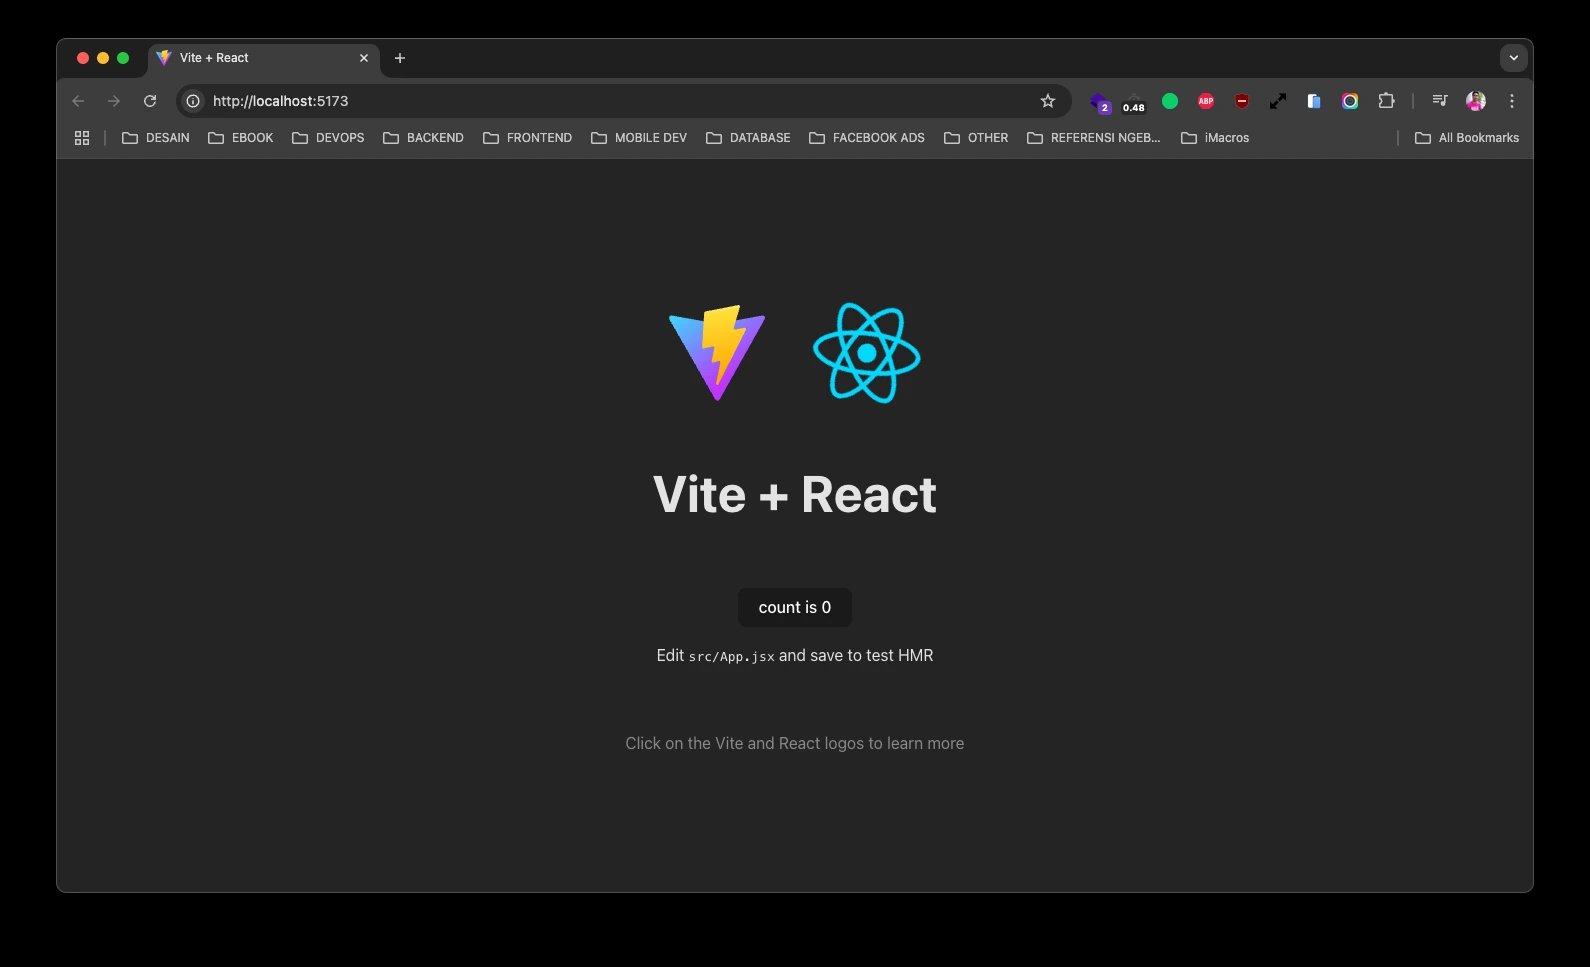 Vite + React
http://localhost:5173
2
0.48
ABP
DESAIN EBOOK DEVOPS BACKEND FRONTEND MOBILE DEV DATABASE FACEBOOK ADS OTHER REFERENSI NGEB... iMacros All Bookmarks
Vite + React
count is 0
Edit src/App.jsx and save to test HMR
Click on the Vite and React logos to learn more